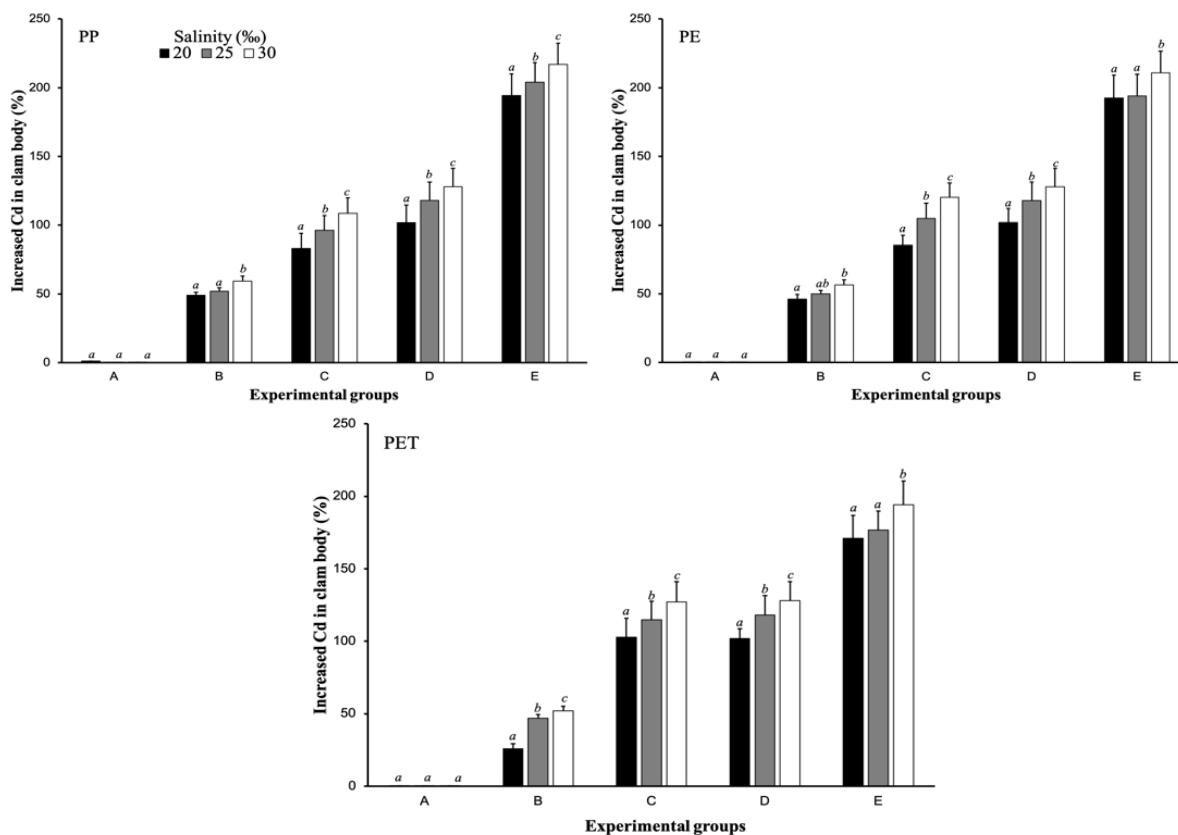 PP
Salinity (‰)
20 25 30
Increased Cd in clam body (%)
250
200
150
100
50
0
a a a
a a b
a b c
a b c
a b c
A B C D E
Experimental groups
PE
Increased Cd in clam body (%)
250
200
150
100
50
0
a a a
a ab b
a b c
a b c
a a b
A B C D E
Experimental groups
PET
Increased Cd in clam body (%)
250
200
150
100
50
0
a a a
a b c
a b c
a b c
a a b
A B C D E
Experimental groups